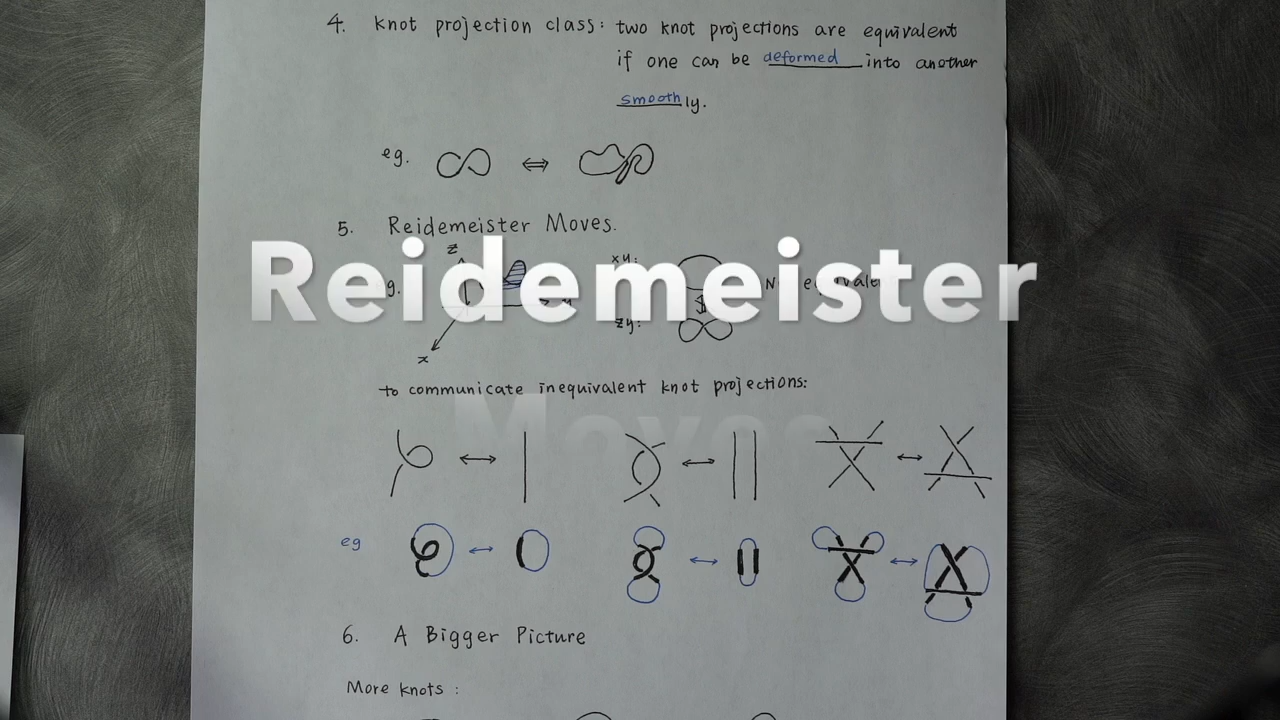 4. knot projection class: two knot projections are equivalent
if one can be deformed into another
smoothly.
eg. ⇔
5. Reidemeister Moves.
Reidemeister
z
xy:
g.
zy:
x
to communicate inequivalent knot projections:
Moves
eg
6. A Bigger Picture
More knots :